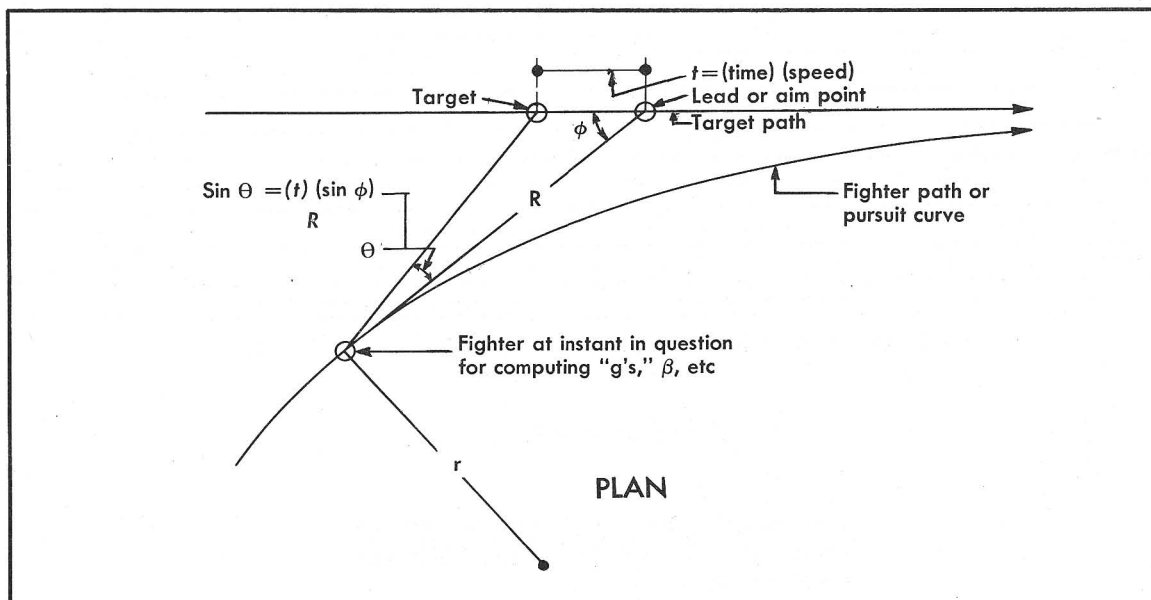 t=(time) (speed)
Target
Lead or aim point
Target path
ϕ
Sin Θ =(t) (sin ϕ)
R
R
Fighter path or
pursuit curve
Θ
Fighter at instant in question
for computing "g's," β, etc
r
PLAN